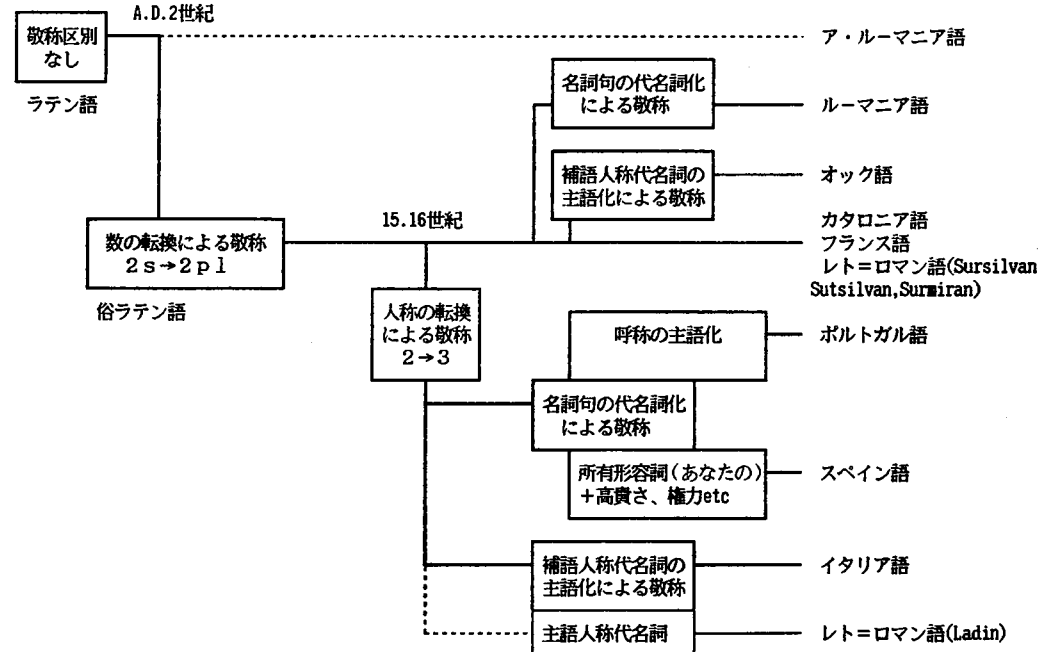 A.D.2世紀
敬称区別
なし
ア・ルーマニア語
ラテン語
名詞句の代名詞化
による敬称
ルーマニア語
補語人称代名詞の
主語化による敬称
オック語
15.16世紀
カタロニア語
数の転換による敬称
2s→2pl
フランス語
レト=ロマン語(Sursilvan
Sutsilvan,Surmiran)
俗ラテン語
人称の転換
による敬称
2→3
呼称の主語化
ポルトガル語
名詞句の代名詞化
による敬称
所有形容詞(あなたの)
+高貴さ、権力etc
スペイン語
補語人称代名詞の
主語化による敬称
イタリア語
主語人称代名詞
レト=ロマン語(Ladin)